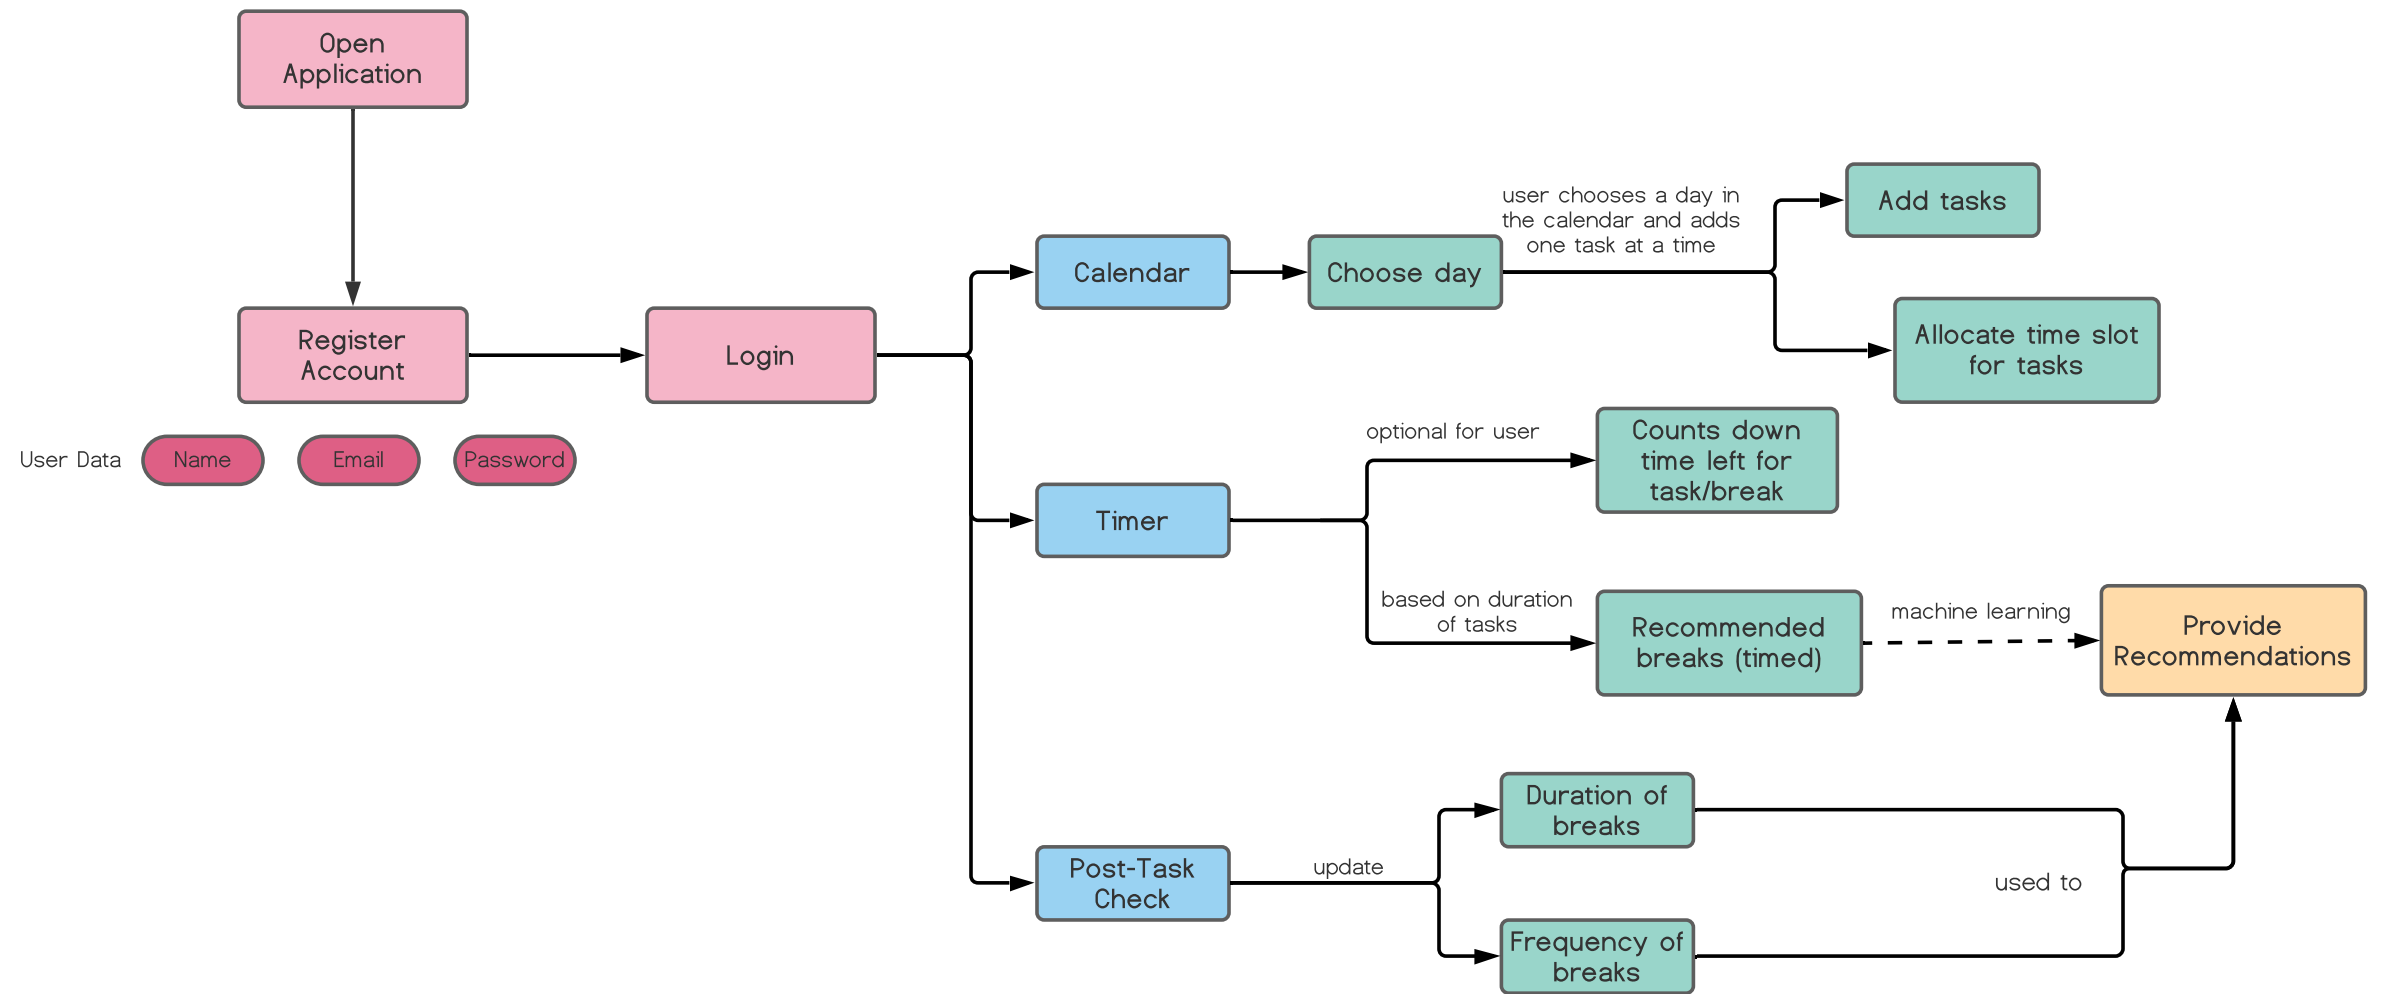 Open
Application
Register
Account
User Data
Name
Email
Password
Login
Calendar
Choose day
user chooses a day in
the calendar and adds
one task at a time
Add tasks
Allocate time slot
for tasks
Timer
optional for user
Counts down
time left for
task/break
based on duration
of tasks
Recommended
breaks (timed)
machine learning
Provide
Recommendations
Post-Task
Check
update
Duration of
breaks
Frequency of
breaks
used to